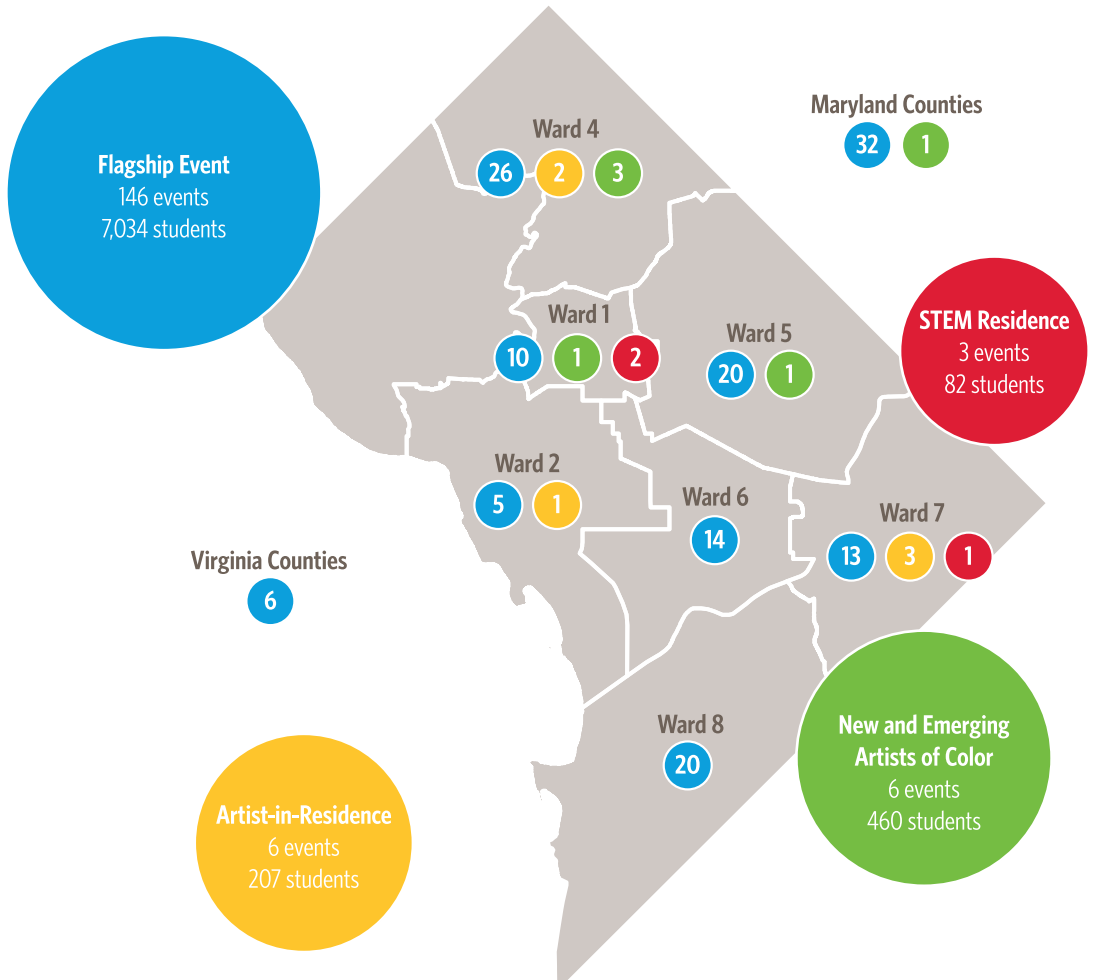 Flagship Event
146 events
7,034 students
Maryland Counties
32 1
Ward 4
26 2 3
STEM Residence
3 events
82 students
Ward 1
10 1 2
Ward 5
20 1
Ward 2
5 1
Ward 6
14
Ward 7
13 3 1
Virginia Counties
6
Ward 8
20
New and Emerging
Artists of Color
6 events
460 students
Artist-in-Residence
6 events
207 students